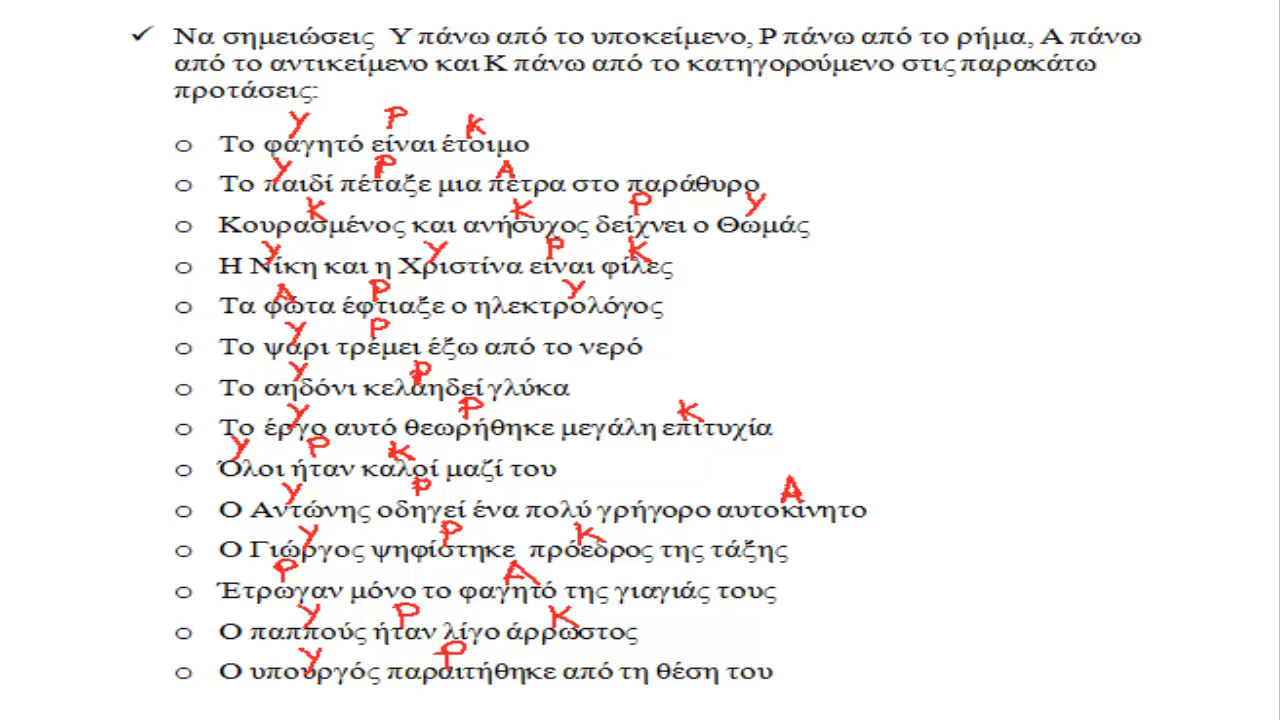 ✓ Να σημειώσεις Υ πάνω από το υποκείμενο, Ρ πάνω από το ρήμα, Α πάνω
από το αντικείμενο και Κ πάνω από το κατηγορούμενο στις παρακάτω
προτάσεις:
Υ Ρ Κ
ο Το φαγητό είναι έτοιμο
Υ Ρ Α
ο Το παιδί πέταξε μια πέτρα στο παράθυρο
Κ Κ Ρ Υ
ο Κουρασμένος και ανήσυχος δείχνει ο Θωμάς
Υ Υ Ρ Κ
ο Η Νίκη και η Χριστίνα είναι φίλες
Α Ρ Υ
ο Τα φώτα έφτιαξε ο ηλεκτρολόγος
Υ Ρ
ο Το ψάρι τρέμει έξω από το νερό
Υ Ρ
ο Το αηδόνι κελαηδεί γλύκα
Υ Ρ Κ
ο Το έργο αυτό θεωρήθηκε μεγάλη επιτυχία
Υ Ρ Κ
ο Όλοι ήταν καλοί μαζί του
Υ Ρ Α
ο Ο Αντώνης οδηγεί ένα πολύ γρήγορο αυτοκίνητο
Υ Ρ Κ
ο Ο Γιώργος ψηφίστηκε πρόεδρος της τάξης
Ρ Α
ο Έτρωγαν μόνο το φαγητό της γιαγιάς τους
Υ Ρ Κ
ο Ο παππούς ήταν λίγο άρρωστος
Υ Ρ
ο Ο υπουργός παραιτήθηκε από τη θέση του